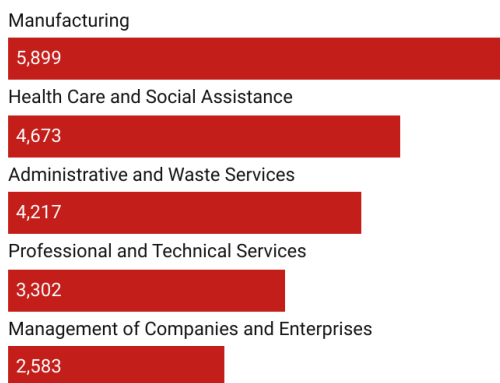 Manufacturing
5,899
Health Care and Social Assistance
4,673
Administrative and Waste Services
4,217
Professional and Technical Services
3,302
Management of Companies and Enterprises
2,583